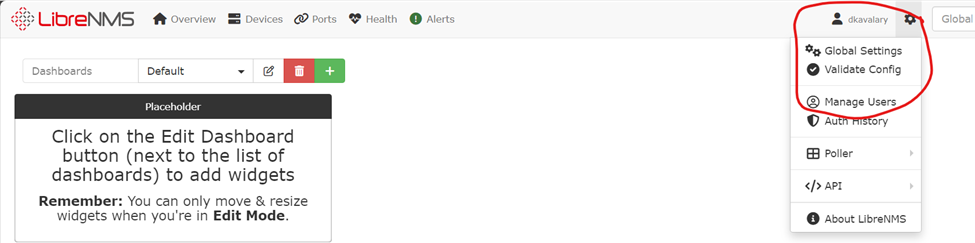 LibreNMS Overview Devices Ports Health Alerts dkavalary Global
Dashboards Default
Global Settings
Validate Config
Manage Users
Auth History
Poller
API
About LibreNMS
Placeholder
Click on the Edit Dashboard
button (next to the list of
dashboards) to add widgets
Remember: You can only move & resize
widgets when you're in Edit Mode.